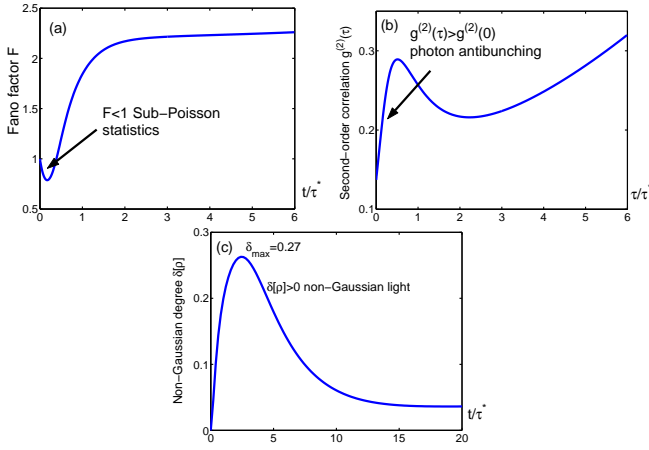 (a)
Fano factor F
2.5
2
1.5
1
0.5
F<1 Sub−Poisson
statistics
0 1 2 3 4 5 6
t/τ*
(b)
Second−order correlation g(2)(τ)
0.3
0.2
0.1
g(2)(τ)>g(2)(0)
photon antibunching
0 2 4 6
τ/τ*
(c)
Non−Gaussian degree δ[ρ]
0.3
0.2
0.1
0
δmax=0.27
δ[ρ]>0 non−Gaussian light
0 5 10 15 20
t/τ*